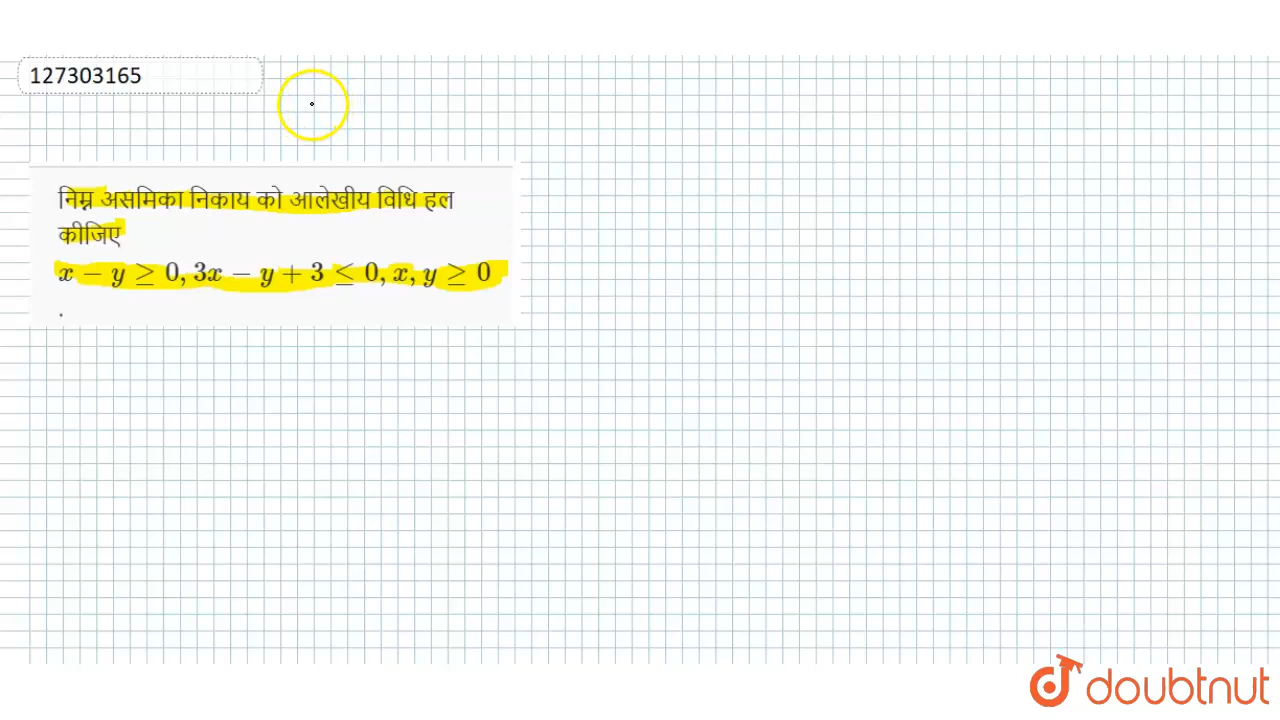 127303165
निम्न असमिका निकाय को आलेखीय विधि हल
कीजिए
x − y ≥ 0, 3x − y + 3 ≤ 0, x, y ≥ 0
.
doubtnut